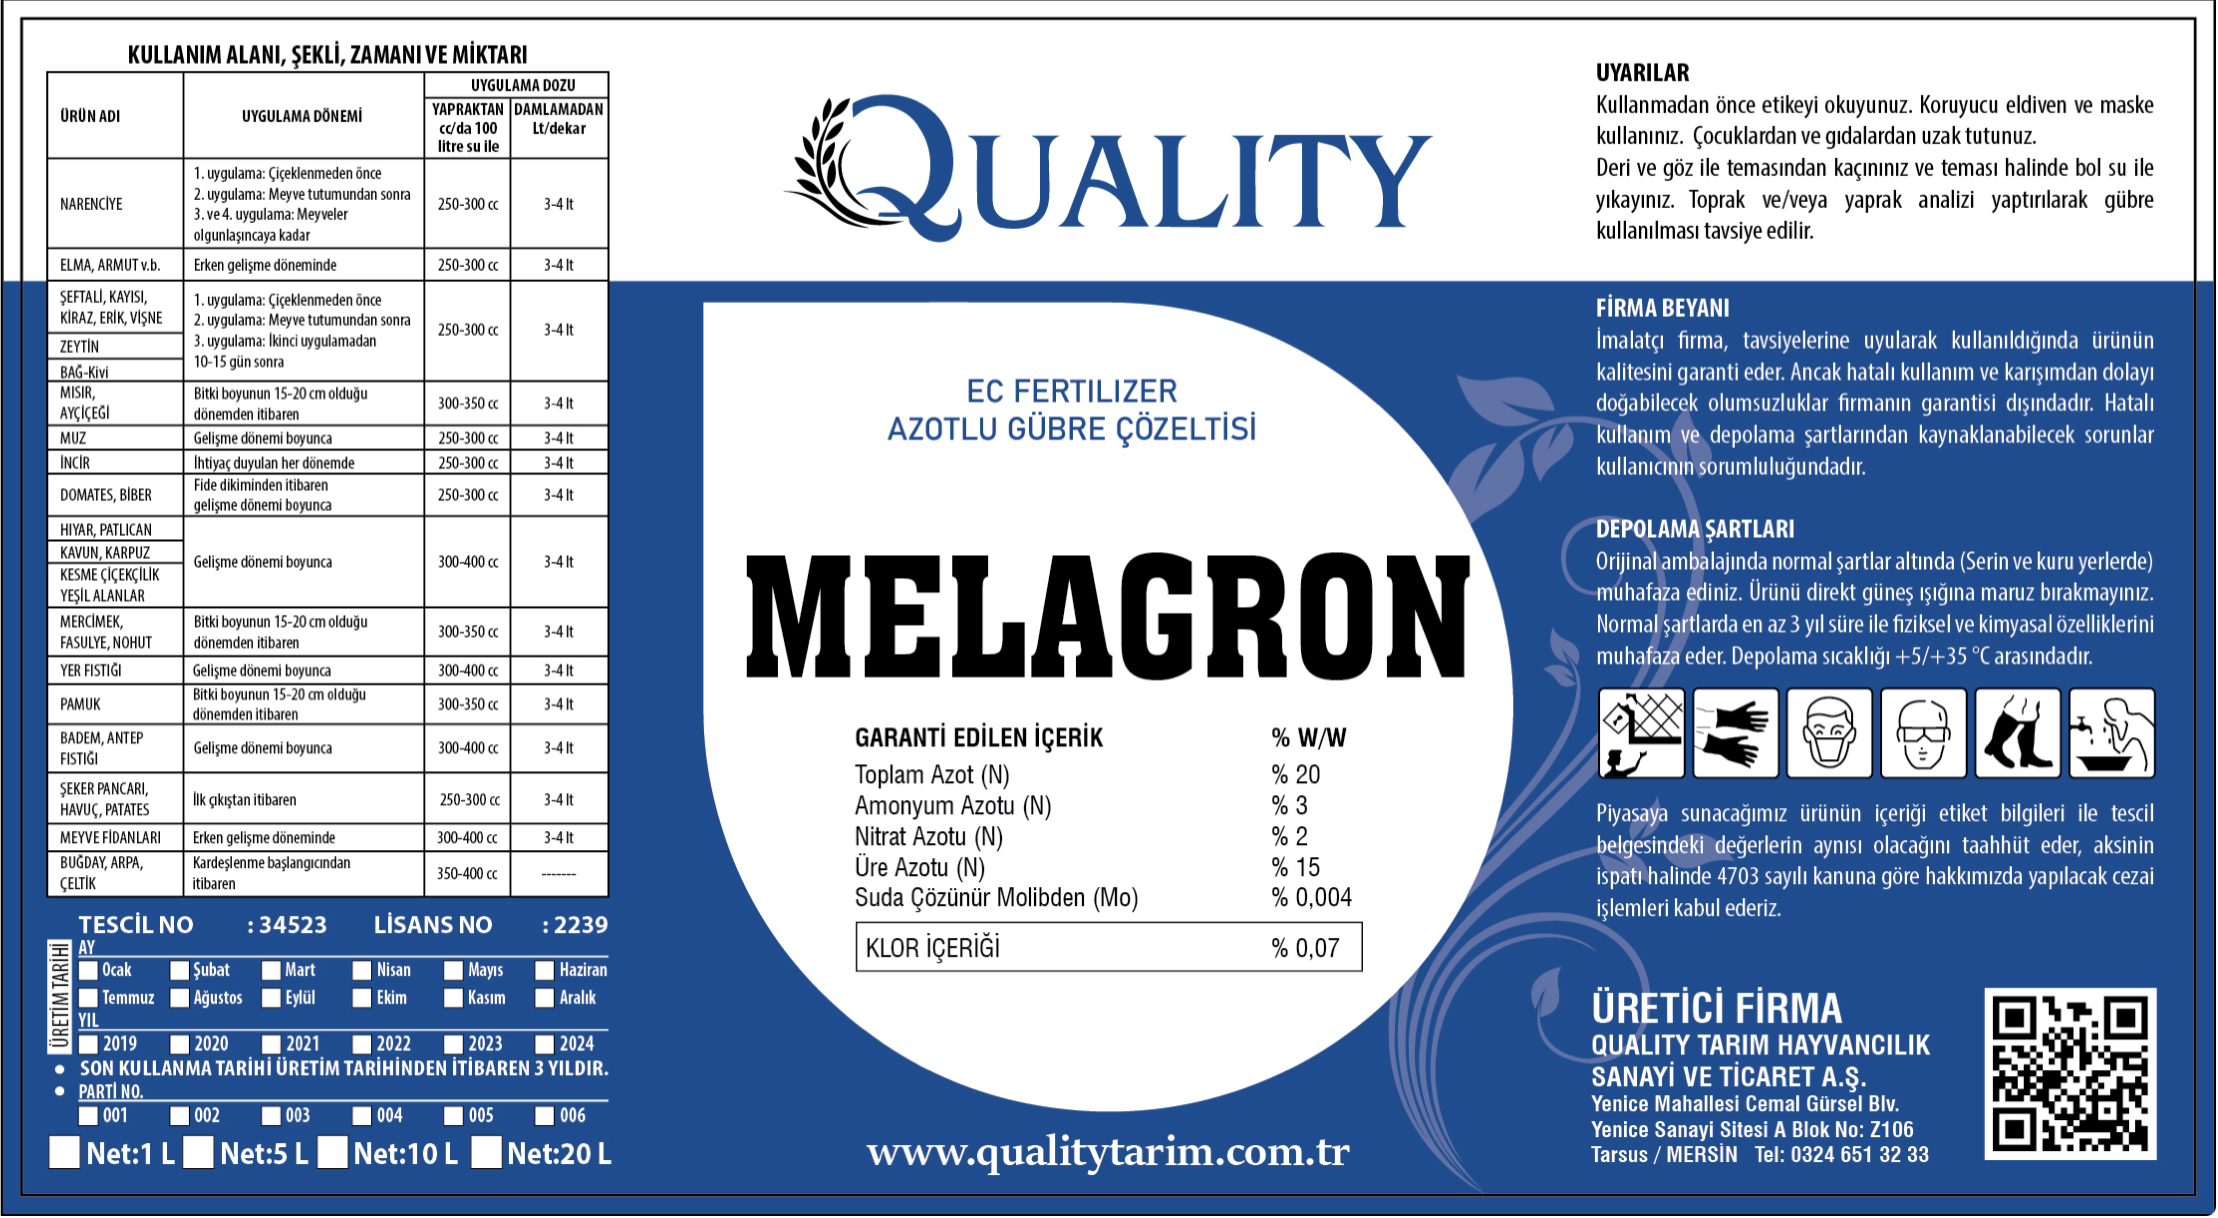 KULLANIM ALANI, ŞEKLİ, ZAMANI VE MİKTARI
ÜRÜN ADI
UYGULAMA DÖNEMİ
UYGULAMA DOZU
YAPRAKTAN
cc/da 100
litre su ile
DAMLAMADAN
Lt/dekar
NARENCİYE
1. uygulama: Çiçeklenmeden önce
2. uygulama: Meyve tutumundan sonra
3. ve 4. uygulama: Meyveler
olgunlaşıncaya kadar
250-300 cc
3-4 lt
ELMA, ARMUT v.b.
Erken gelişme döneminde
250-300 cc
3-4 lt
ŞEFTALİ, KAYISI,
KİRAZ, ERİK, VİŞNE
ZEYTİN
BAĞ-Kivi
1. uygulama: Çiçeklenmeden önce
2. uygulama: Meyve tutumundan sonra
3. uygulama: İkinci uygulamadan
10-15 gün sonra
250-300 cc
3-4 lt
MISIR,
AYÇİÇEĞİ
Bitki boyunun 15-20 cm olduğu
dönemden itibaren
300-350 cc
3-4 lt
MUZ
Gelişme dönemi boyunca
250-300 cc
3-4 lt
İNCİR
İhtiyaç duyulan her dönemde
250-300 cc
3-4 lt
DOMATES, BİBER
Fide dikiminden itibaren
gelişme dönemi boyunca
250-300 cc
3-4 lt
HIYAR, PATLICAN
KAVUN, KARPUZ
KESME ÇİÇEKÇİLİK
YEŞİL ALANLAR
Gelişme dönemi boyunca
300-400 cc
3-4 lt
MERCİMEK,
FASULYE, NOHUT
Bitki boyunun 15-20 cm olduğu
dönemden itibaren
300-350 cc
3-4 lt
YER FISTIĞI
Gelişme dönemi boyunca
300-400 cc
3-4 lt
PAMUK
Bitki boyunun 15-20 cm olduğu
dönemden itibaren
300-350 cc
3-4 lt
BADEM, ANTEP
FISTIĞI
Gelişme dönemi boyunca
300-400 cc
3-4 lt
ŞEKER PANCARI,
HAVUÇ, PATATES
İlk çıkıştan itibaren
250-300 cc
3-4 lt
MEYVE FİDANLARI
Erken gelişme döneminde
300-400 cc
3-4 lt
BUĞDAY, ARPA,
ÇELTİK
Kardeşlenme başlangıcından
itibaren
350-400 cc
-------
TESCİL NO : 34523 LİSANS NO : 2239
ÜRETİM TARİHİ
AY
Ocak Şubat Mart Nisan Mayıs Haziran
Temmuz Ağustos Eylül Ekim Kasım Aralık
YIL
2019 2020 2021 2022 2023 2024
• SON KULLANMA TARİHİ ÜRETİM TARİHİNDEN İTİBAREN 3 YILDIR.
• PARTİ NO.
001 002 003 004 005 006
Net:1 L Net:5 L Net:10 L Net:20 L
QUALITY
EC FERTILIZER
AZOTLU GÜBRE ÇÖZELTİSİ
MELAGRON
GARANTİ EDİLEN İÇERİK % W/W
Toplam Azot (N) % 20
Amonyum Azotu (N) % 3
Nitrat Azotu (N) % 2
Üre Azotu (N) % 15
Suda Çözünür Molibden (Mo) % 0,004
KLOR İÇERİĞİ % 0,07
www.qualitytarim.com.tr
UYARILAR
Kullanmadan önce etikeyi okuyunuz. Koruyucu eldiven ve maske
kullanınız. Çocuklardan ve gıdalardan uzak tutunuz.
Deri ve göz ile temasından kaçınınız ve teması halinde bol su ile
yıkayınız. Toprak ve/veya yaprak analizi yaptırılarak gübre
kullanılması tavsiye edilir.
FİRMA BEYANI
İmalatçı firma, tavsiyelerine uyularak kullanıldığında ürünün
kalitesini garanti eder. Ancak hatalı kullanım ve karışımdan dolayı
doğabilecek olumsuzluklar firmanın garantisi dışındadır. Hatalı
kullanım ve depolama şartlarından kaynaklanabilecek sorunlar
kullanıcının sorumluluğundadır.
DEPOLAMA ŞARTLARI
Orijinal ambalajında normal şartlar altında (Serin ve kuru yerlerde)
muhafaza ediniz. Ürünü direkt güneş ışığına maruz bırakmayınız.
Normal şartlarda en az 3 yıl süre ile fiziksel ve kimyasal özelliklerini
muhafaza eder. Depolama sıcaklığı +5/+35 °C arasındadır.
Piyasaya sunacağımız ürünün içeriği etiket bilgileri ile tescil
belgesindeki değerlerin aynısı olacağını taahhüt eder, aksinin
ispatı halinde 4703 sayılı kanuna göre hakkımızda yapılacak cezai
işlemleri kabul ederiz.
ÜRETİCİ FİRMA
QUALITY TARIM HAYVANCILIK
SANAYİ VE TİCARET A.Ş.
Yenice Mahallesi Cemal Gürsel Blv.
Yenice Sanayi Sitesi A Blok No: Z106
Tarsus / MERSİN Tel: 0324 651 32 33